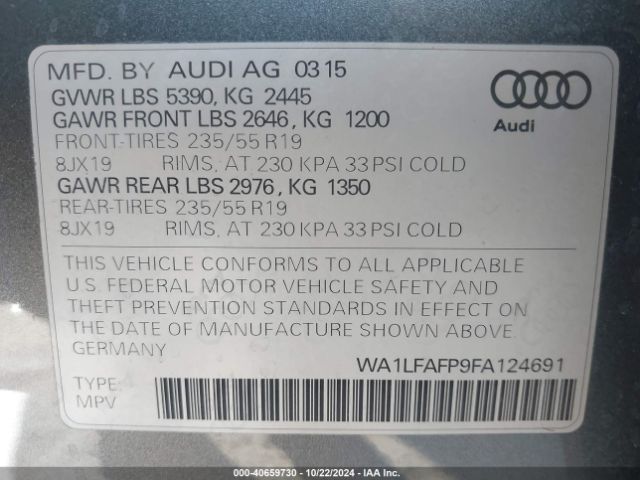 MFD. BY AUDI AG 03 15
GVWR LBS 5390, KG 2445
GAWR FRONT LBS 2646, KG 1200
FRONT-TIRES 235/55 R19
8JX19 RIMS, AT 230 KPA 33 PSI COLD
GAWR REAR LBS 2976, KG 1350
REAR-TIRES 235/55 R19
8JX19 RIMS, AT 230 KPA 33 PSI COLD
Audi
THIS VEHICLE CONFORMS TO ALL APPLICABLE
U.S. FEDERAL MOTOR VEHICLE SAFETY AND
THEFT PREVENTION STANDARDS IN EFFECT ON
THE DATE OF MANUFACTURE SHOWN ABOVE.
GERMANY
WA1LFAFP9FA124691
TYPE:
MPV
000-40659730 - 10/22/2024 - IAA Inc.